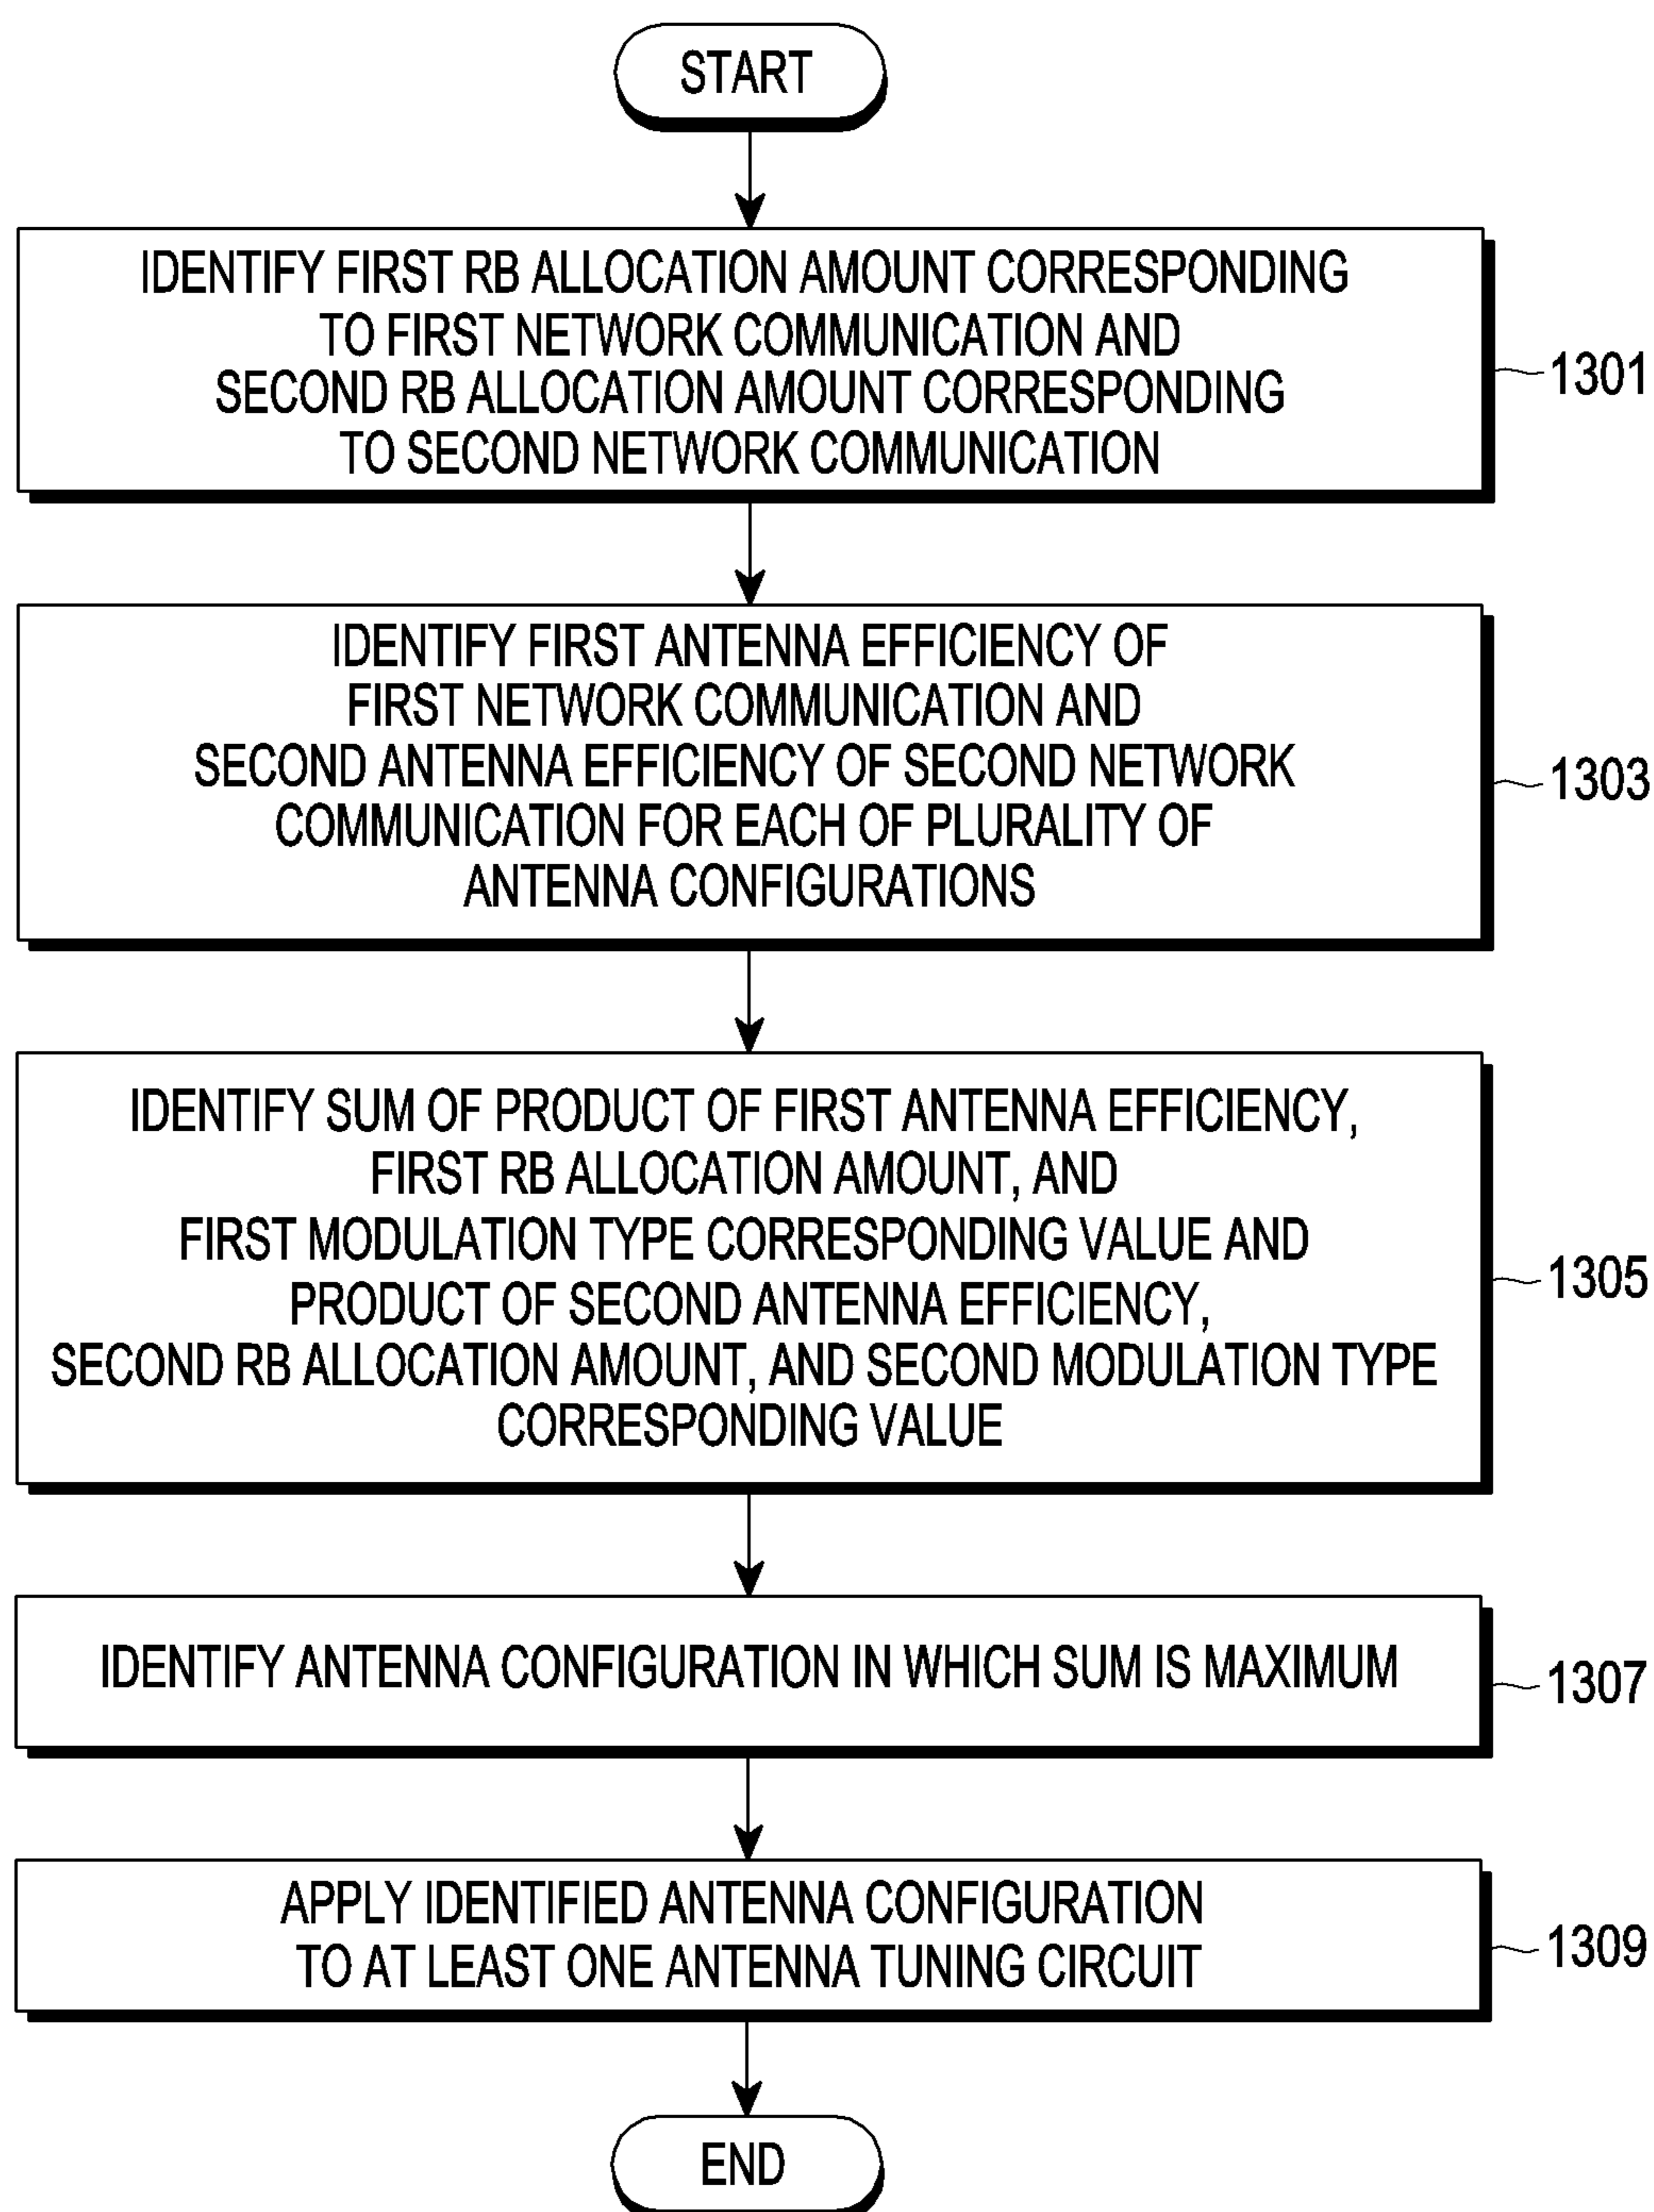 START
IDENTIFY FIRST RB ALLOCATION AMOUNT CORRESPONDING
TO FIRST NETWORK COMMUNICATION AND
SECOND RB ALLOCATION AMOUNT CORRESPONDING
TO SECOND NETWORK COMMUNICATION
1301
IDENTIFY FIRST ANTENNA EFFICIENCY OF
FIRST NETWORK COMMUNICATION AND
SECOND ANTENNA EFFICIENCY OF SECOND NETWORK
COMMUNICATION FOR EACH OF PLURALITY OF
ANTENNA CONFIGURATIONS
1303
IDENTIFY SUM OF PRODUCT OF FIRST ANTENNA EFFICIENCY,
FIRST RB ALLOCATION AMOUNT, AND
FIRST MODULATION TYPE CORRESPONDING VALUE AND
PRODUCT OF SECOND ANTENNA EFFICIENCY,
SECOND RB ALLOCATION AMOUNT, AND SECOND MODULATION TYPE
CORRESPONDING VALUE
1305
IDENTIFY ANTENNA CONFIGURATION IN WHICH SUM IS MAXIMUM
1307
APPLY IDENTIFIED ANTENNA CONFIGURATION
TO AT LEAST ONE ANTENNA TUNING CIRCUIT
1309
END